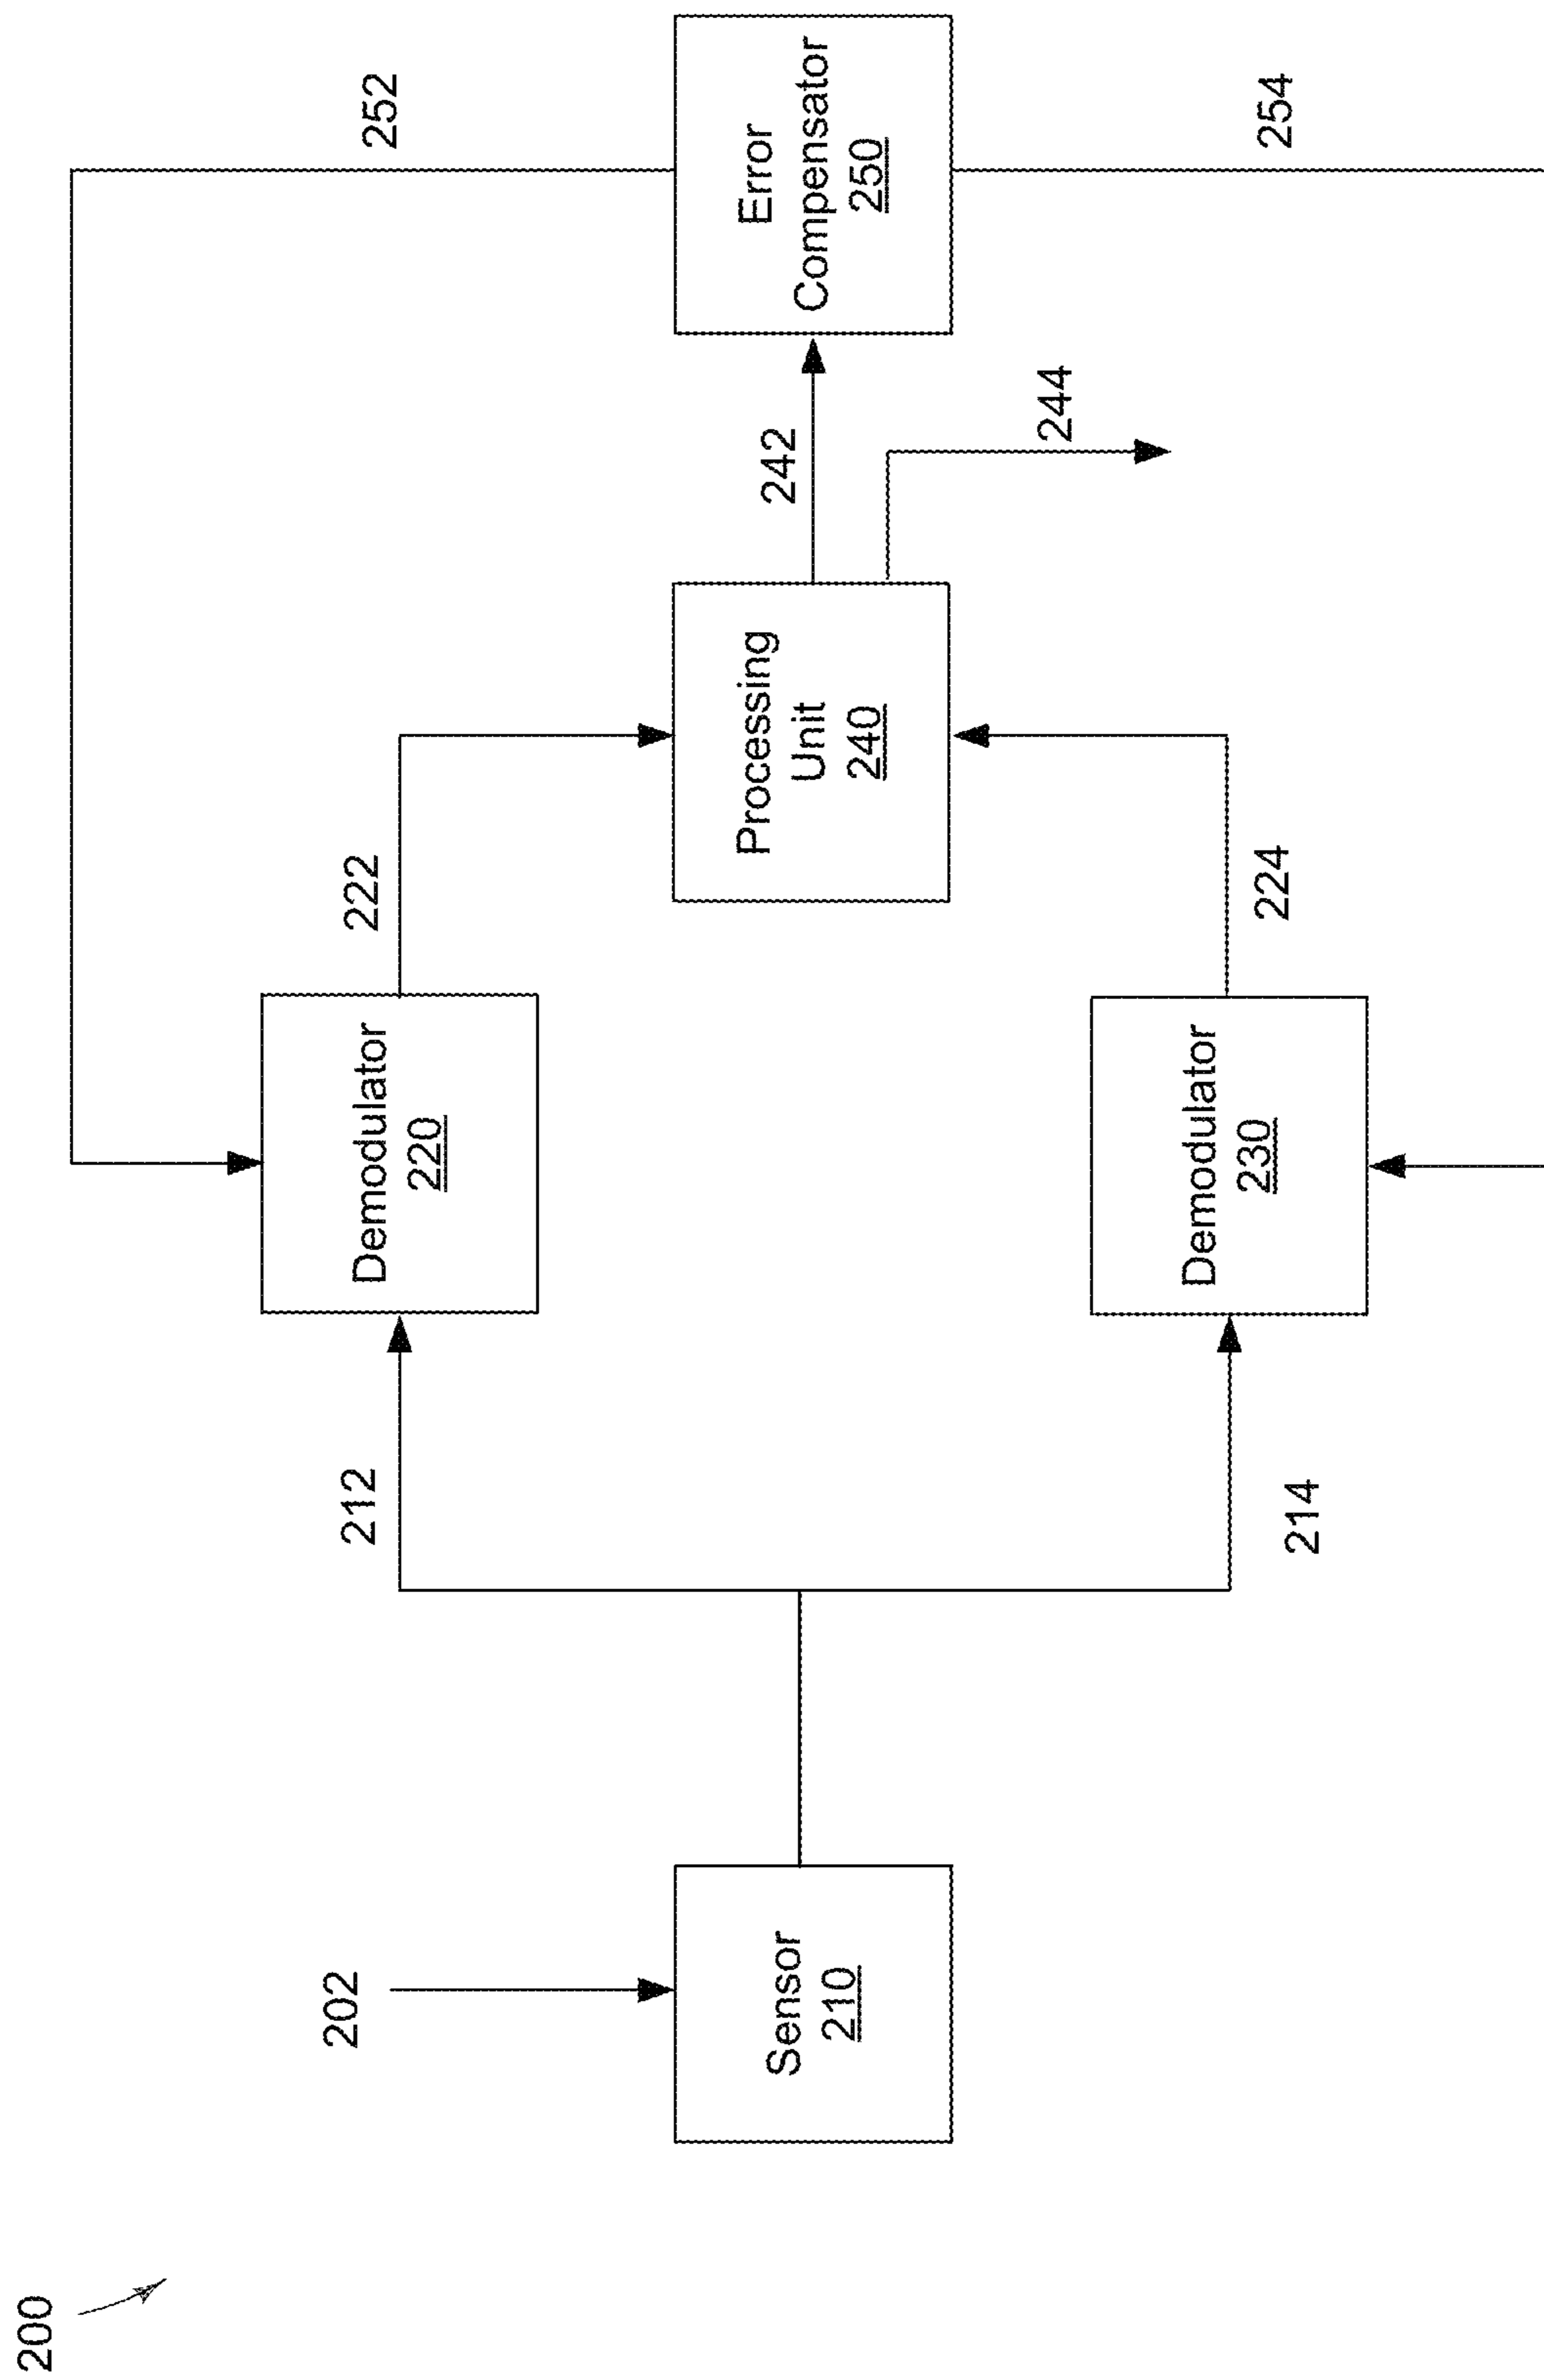 200
202
Sensor
210
212
214
Demodulator
220
Demodulator
230
222
224
Processing
Unit
240
242
244
Error
Compensator
250
252
254